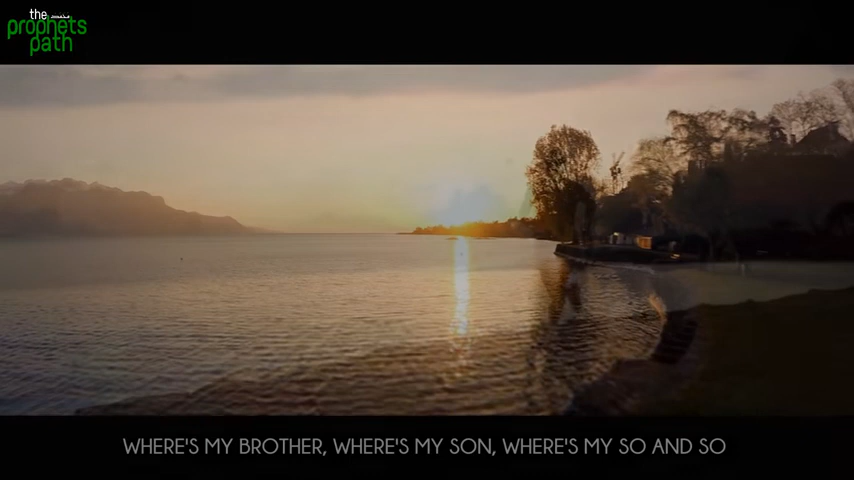 the
prophets
path
WHERE'S MY BROTHER, WHERE'S MY SON, WHERE'S MY SO AND SO